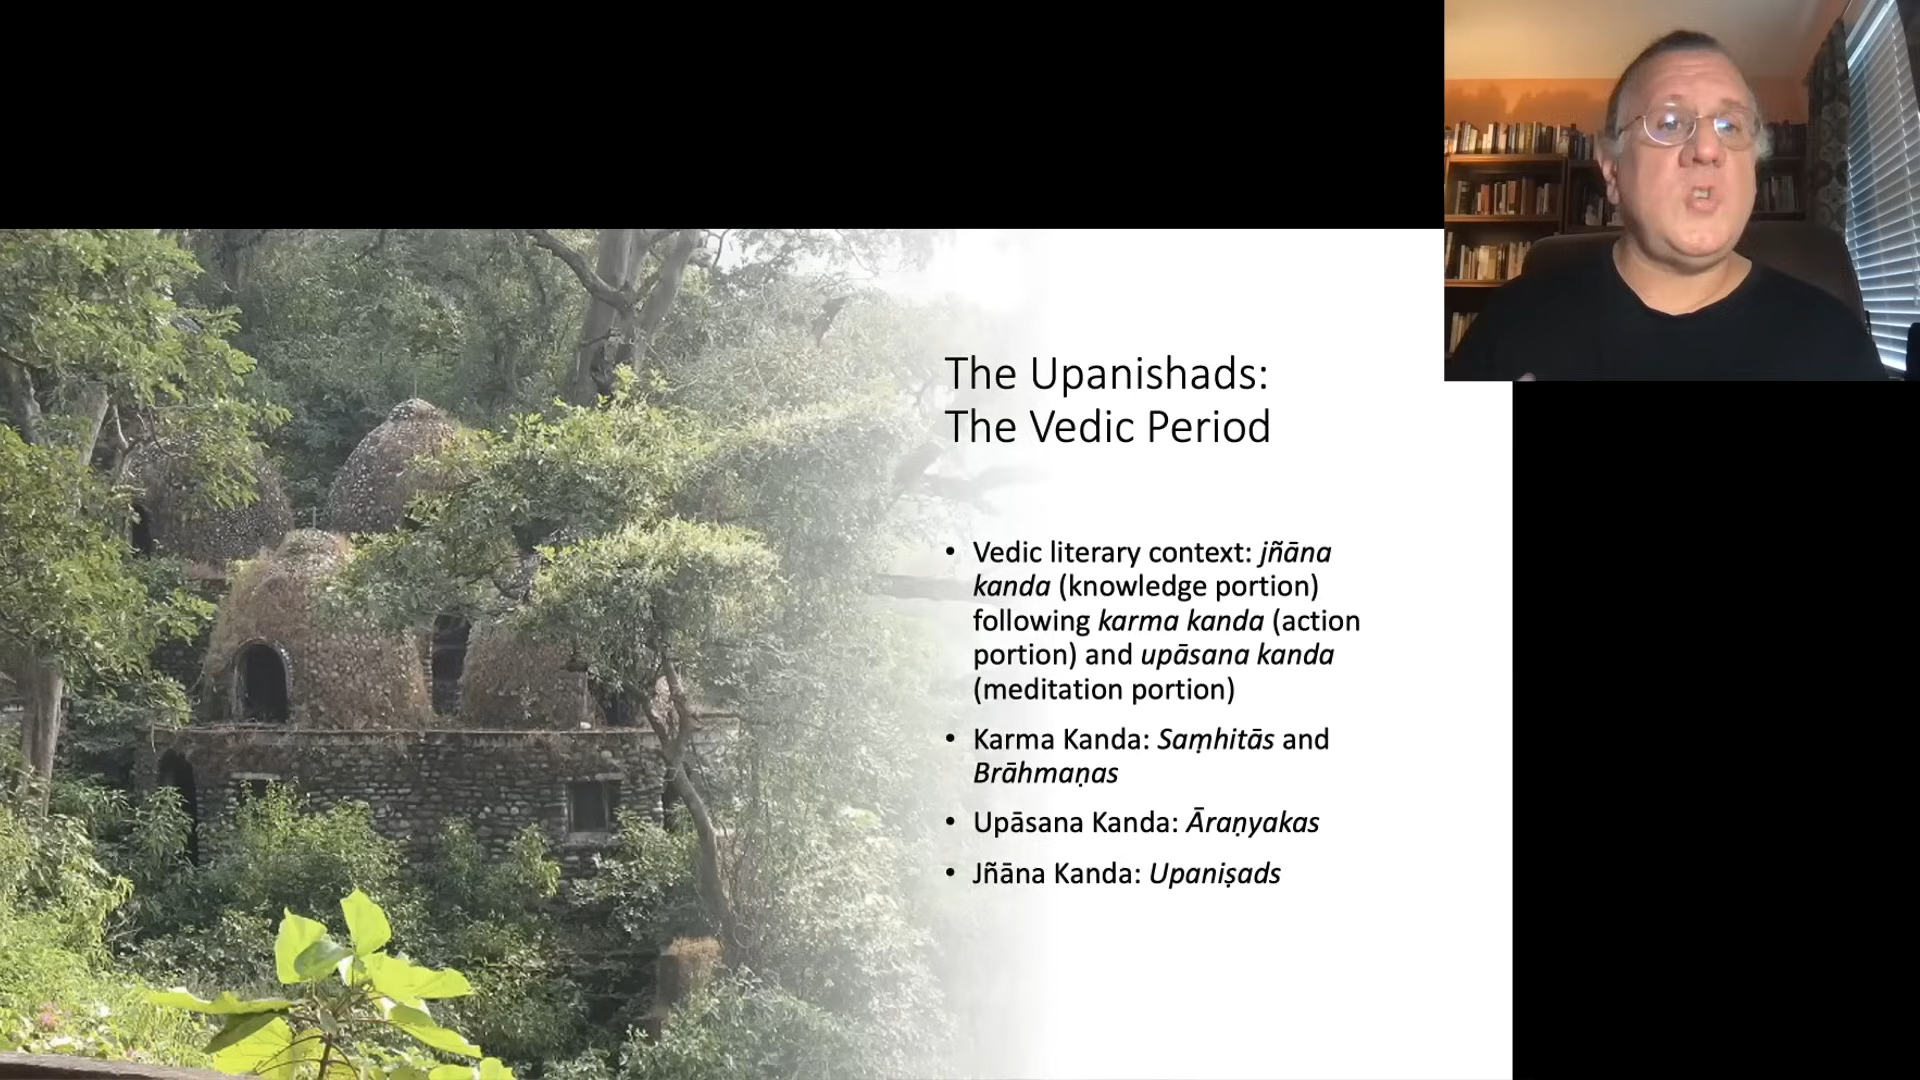 The Upanishads:
The Vedic Period
• Vedic literary context: jñāna
kanda (knowledge portion)
following karma kanda (action
portion) and upāsana kanda
(meditation portion)
• Karma Kanda: Saṃhitās and
Brāhmaṇas
• Upāsana Kanda: Āraṇyakas
• Jñāna Kanda: Upaniṣads